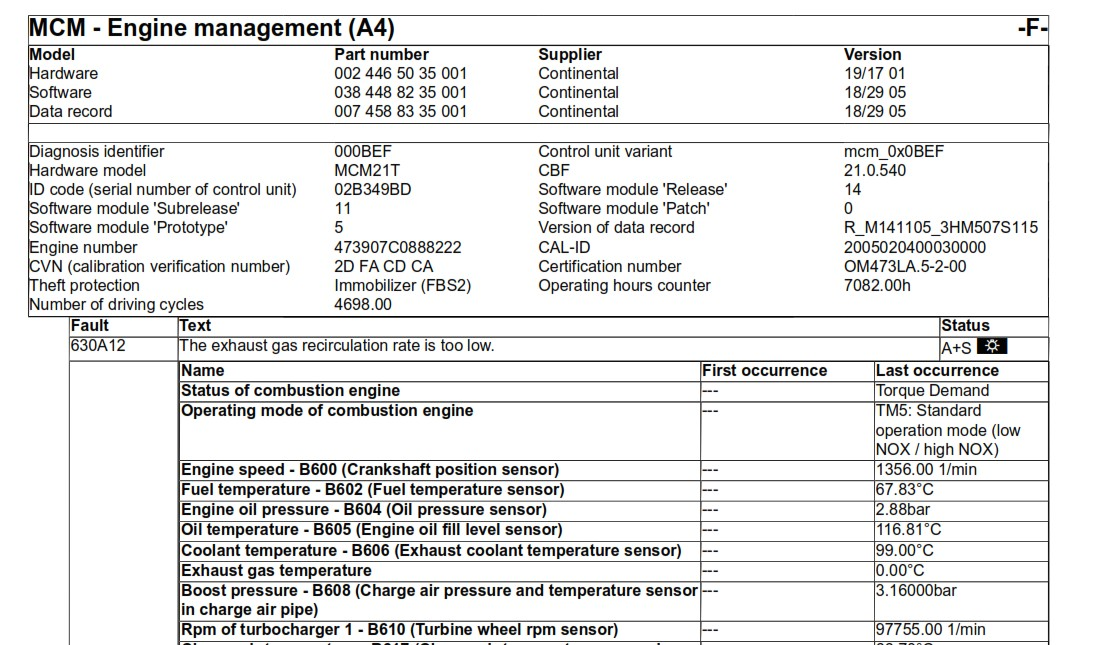 MCM - Engine management (A4) -F-
Model Part number Supplier Version
Hardware 002 446 50 35 001 Continental 19/17 01
Software 038 448 82 35 001 Continental 18/29 05
Data record 007 458 83 35 001 Continental 18/29 05
Diagnosis identifier 000BEF Control unit variant mcm_0x0BEF
Hardware model MCM21T CBF 21.0.540
ID code (serial number of control unit) 02B349BD Software module 'Release' 14
Software module 'Subrelease' 11 Software module 'Patch' 0
Software module 'Prototype' 5 Version of data record R_M141105_3HM507S115
Engine number 473907C0888222 CAL-ID 2005020400030000
CVN (calibration verification number) 2D FA CD CA Certification number OM473LA.5-2-00
Theft protection Immobilizer (FBS2) Operating hours counter 7082.00h
Number of driving cycles 4698.00
Fault Text Status
630A12 The exhaust gas recirculation rate is too low. A+S
Name First occurrence Last occurrence
Status of combustion engine --- Torque Demand
Operating mode of combustion engine --- TM5: Standard
operation mode (low
NOX / high NOX)
Engine speed - B600 (Crankshaft position sensor) --- 1356.00 1/min
Fuel temperature - B602 (Fuel temperature sensor) --- 67.83°C
Engine oil pressure - B604 (Oil pressure sensor) --- 2.88bar
Oil temperature - B605 (Engine oil fill level sensor) --- 116.81°C
Coolant temperature - B606 (Exhaust coolant temperature sensor) --- 99.00°C
Exhaust gas temperature --- 0.00°C
Boost pressure - B608 (Charge air pressure and temperature sensor --- 3.16000bar
in charge air pipe)
Rpm of turbocharger 1 - B610 (Turbine wheel rpm sensor) --- 97755.00 1/min